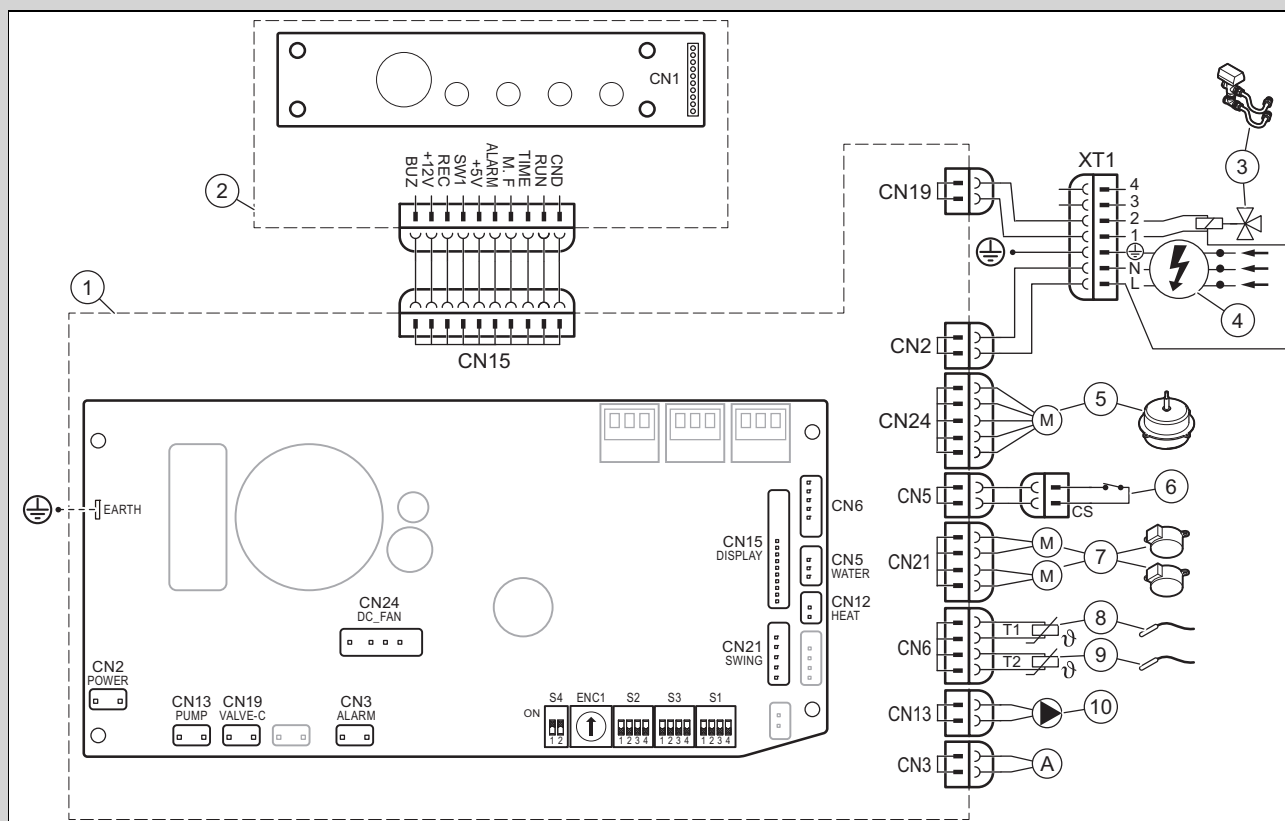 CN1
BUZ
+12V
REC
SW1
+5V
ALARM
M. F
TIME
RUN
CND
2
1
CN15
CN19
XT1
4
3
2
1
N
L
3
4
CN2
CN24
M
5
CN5
CS
6
CN21
M
M
7
CN6
T1
ϑ
8
T2
ϑ
9
CN13
10
CN3
A
EARTH
CN6
CN15
DISPLAY
CN5
WATER
CN12
HEAT
CN24
DC_FAN
CN21
SWING
CN2
POWER
CN13
PUMP
CN19
VALVE-C
CN3
ALARM
S4
ENC1
S2
S3
S1
ON
1 2
1 2 3 4
1 2 3 4
1 2 3 4